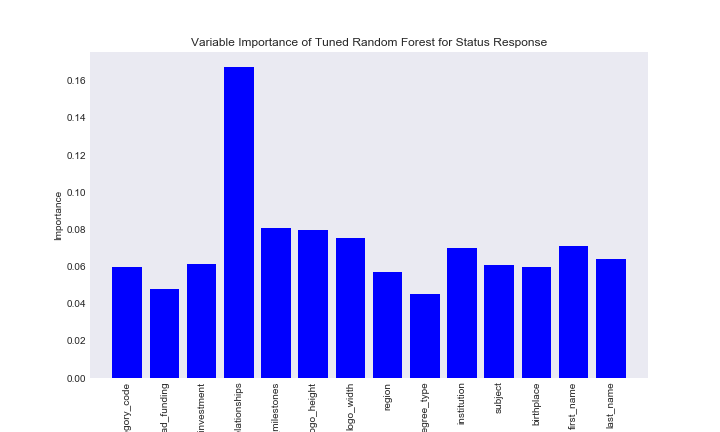 Variable Importance of Tuned Random Forest for Status Response
Importance
0.16
0.14
0.12
0.10
0.08
0.06
0.04
0.02
0.00
egory_code
ad_funding
investment
elationships
milestones
ogo_height
logo_width
region
egree_type
institution
subject
birthplace
first_name
last_name